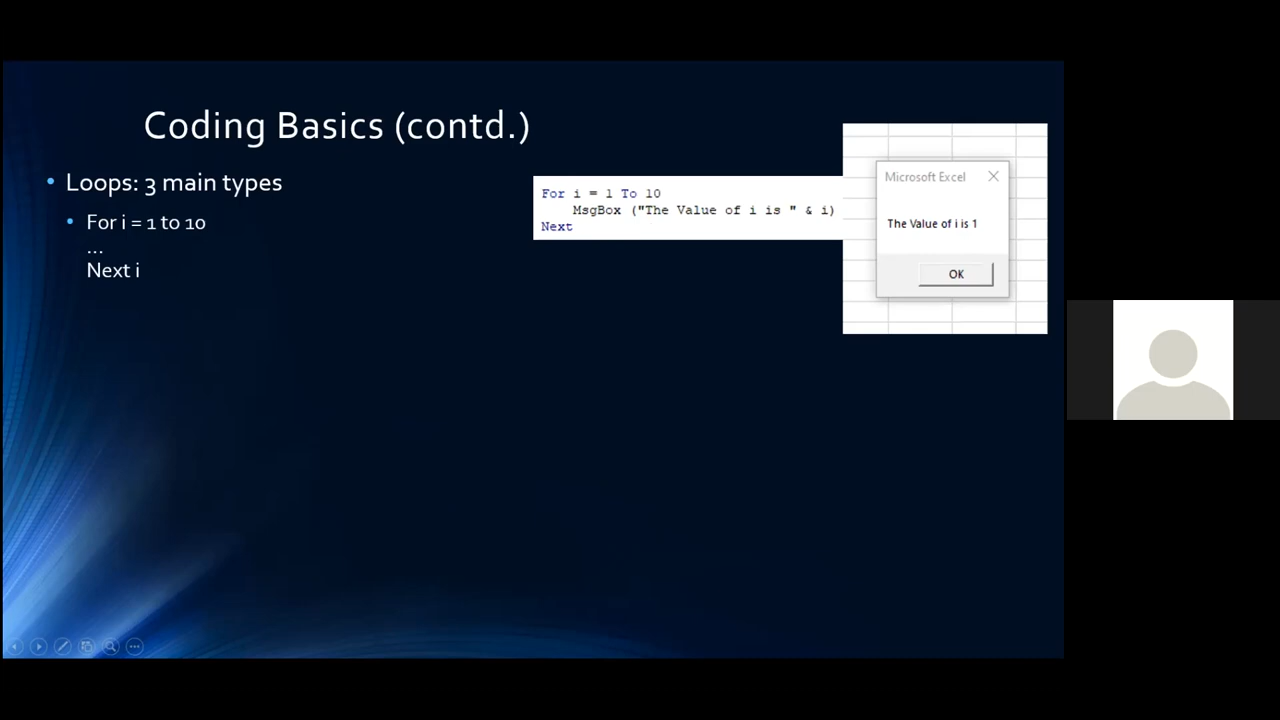 Coding Basics (contd.)
• Loops: 3 main types
• For i = 1 to 10
...
Next i
For i = 1 To 10
MsgBox ("The Value of i is " & i)
Next
Microsoft Excel
The Value of i is 1
OK